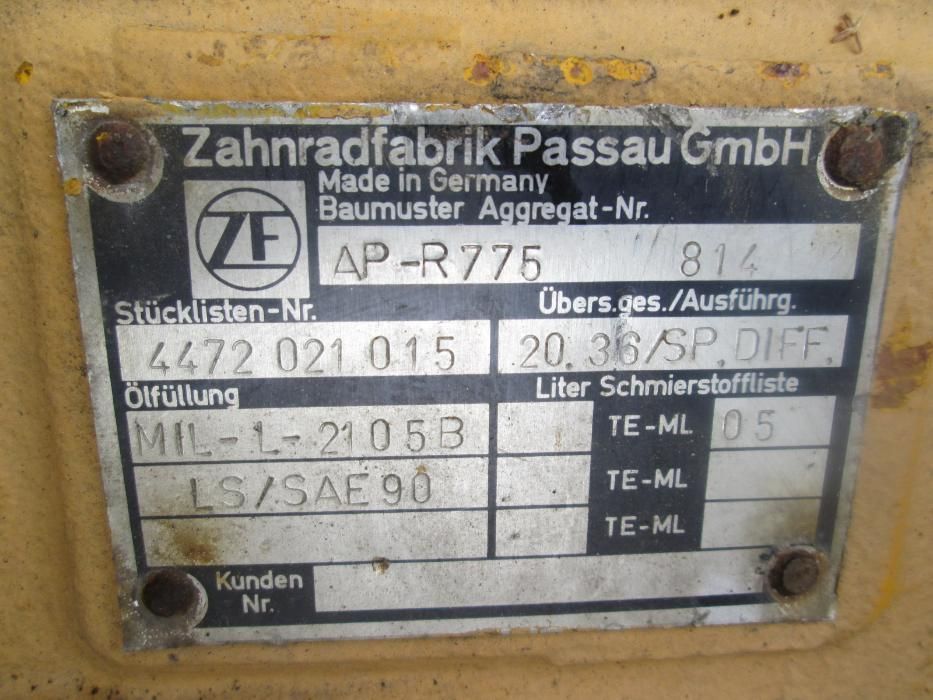 Zahnradfabrik Passau GmbH
ZF
Made in Germany
Baumuster Aggregat-Nr.
AP-R775 814
Stücklisten-Nr. Übers.ges./Ausführg.
4472 021 015 20.36/SP.DIFF.
Ölfüllung Liter Schmierstoffliste
MIL-L-2105B TE-ML 05
LS/SAE90 TE-ML
TE-ML
Kunden
Nr.